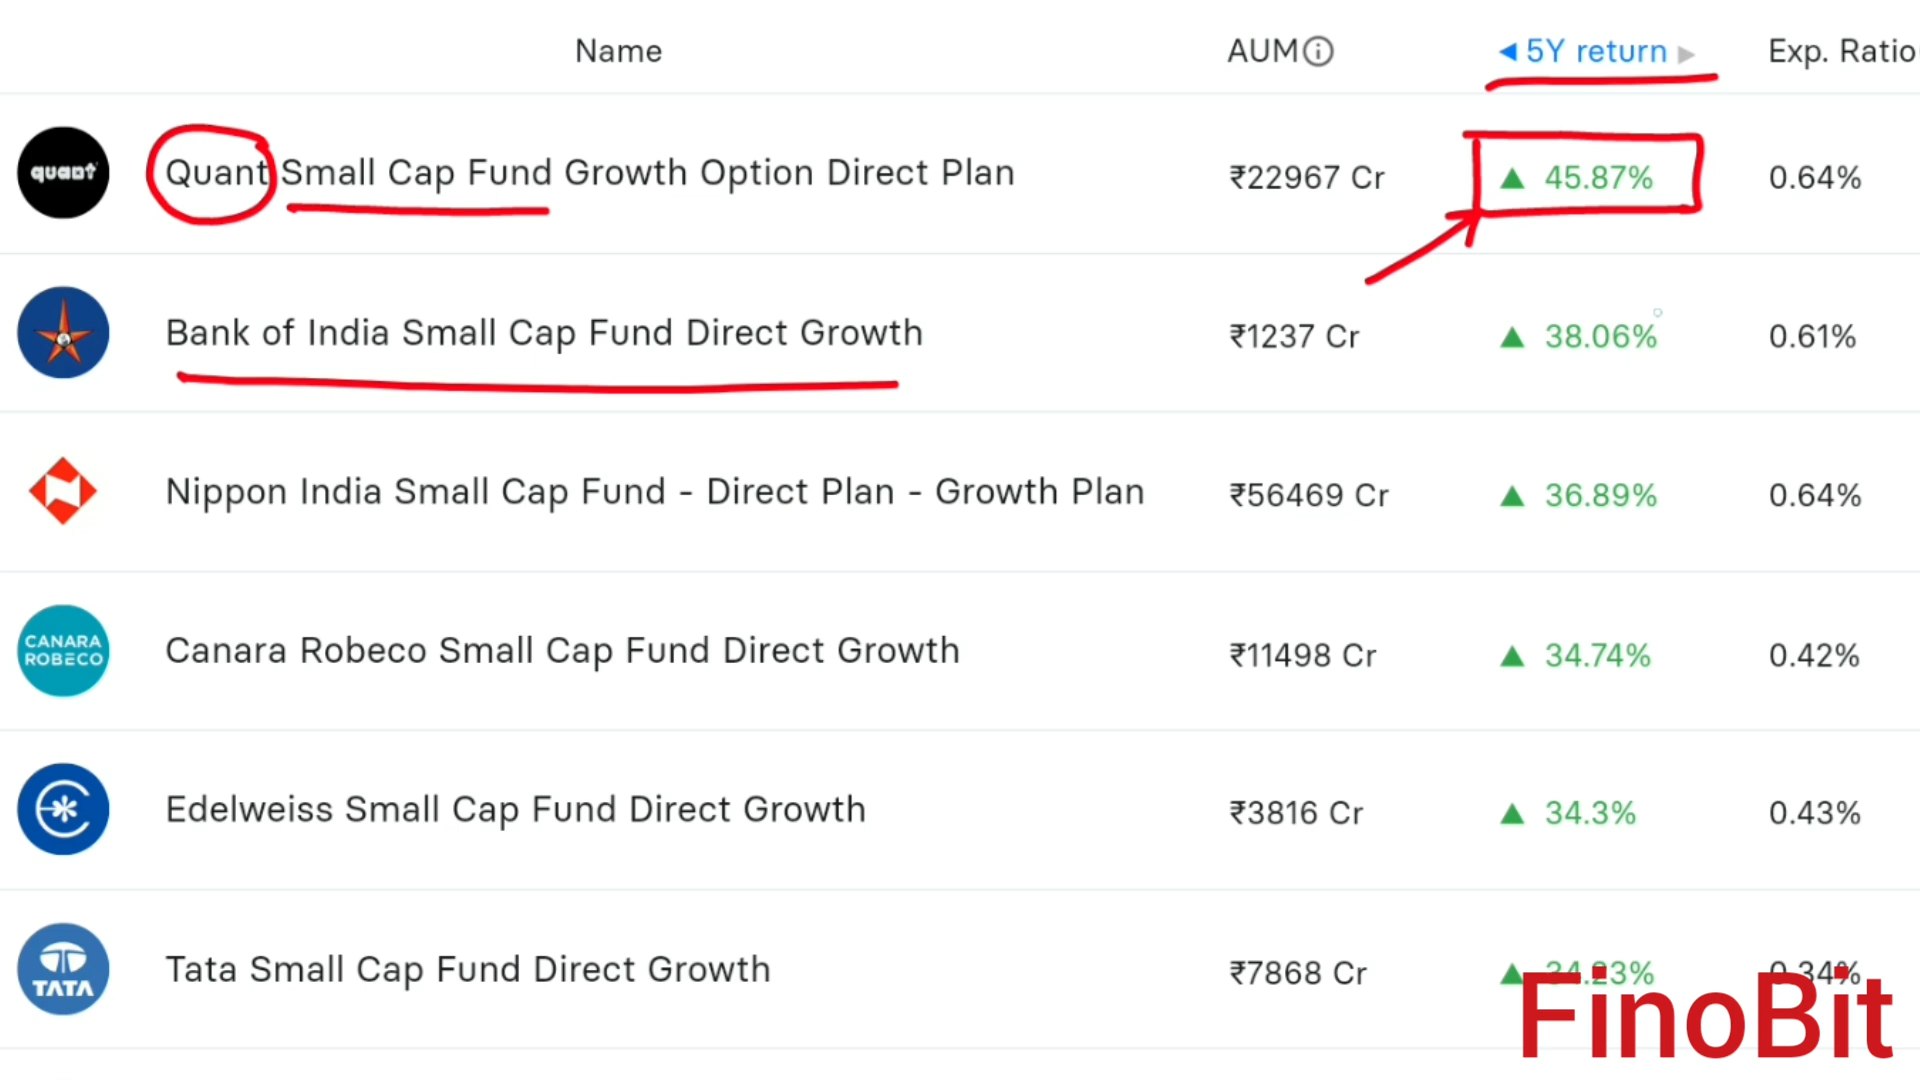 Name AUM 5Y return Exp. Ratio
quant Quant Small Cap Fund Growth Option Direct Plan ₹22967 Cr ▲ 45.87% 0.64%
Bank of India Small Cap Fund Direct Growth ₹1237 Cr ▲ 38.06% 0.61%
Nippon India Small Cap Fund - Direct Plan - Growth Plan ₹56469 Cr ▲ 36.89% 0.64%
CANARA
ROBECO
Canara Robeco Small Cap Fund Direct Growth ₹11498 Cr ▲ 34.74% 0.42%
Edelweiss Small Cap Fund Direct Growth ₹3816 Cr ▲ 34.3% 0.43%
TATA Tata Small Cap Fund Direct Growth ₹7868 Cr ▲ 34.23% 0.34%
FinoBit